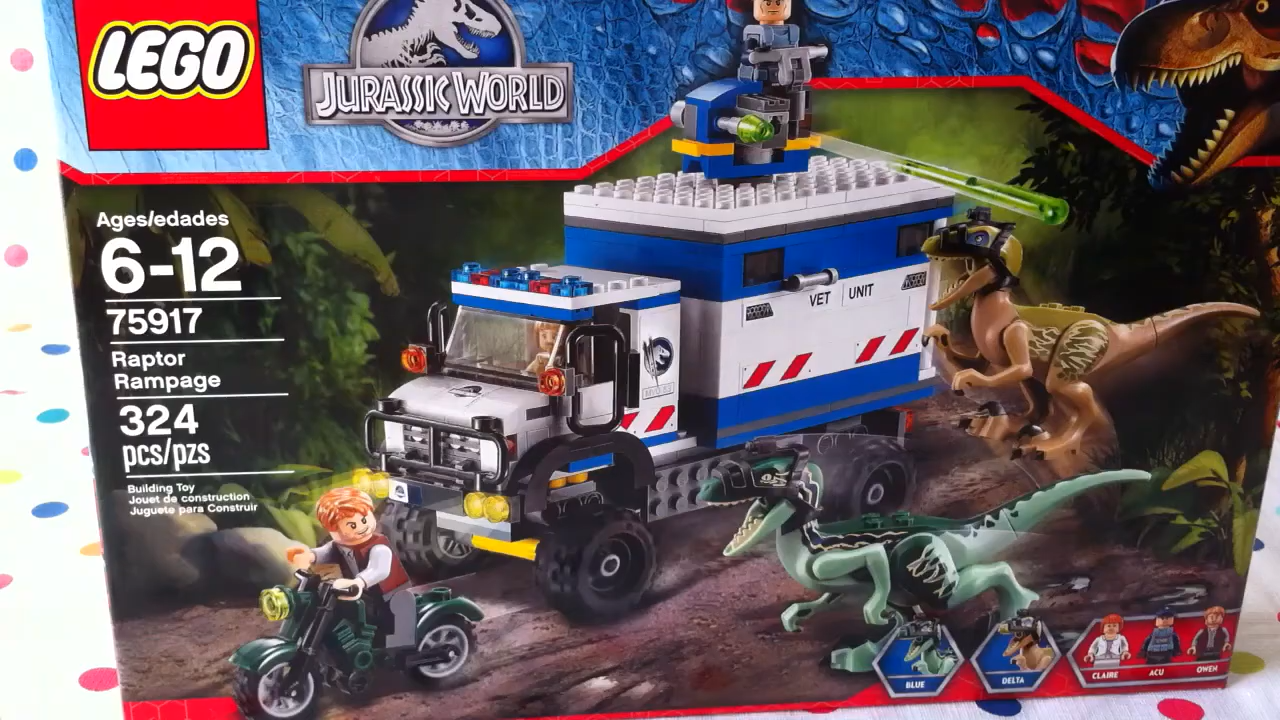 LEGO
JURASSIC WORLD
Ages/edades
6-12
75917
Raptor
Rampage
324
pcs/pzs
Building Toy
Jouet de construction
Juguete para Construir
VET UNIT
BLUE
DELTA
CLAIRE
ACU
OWEN